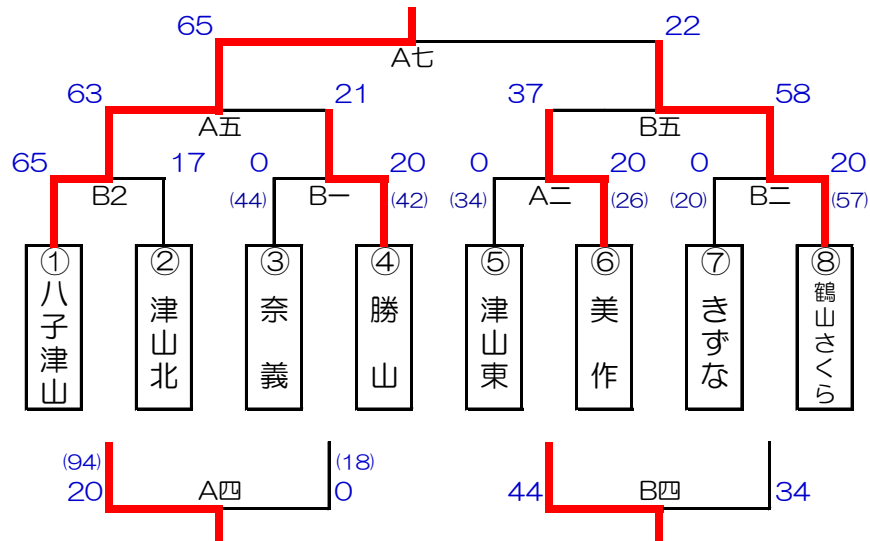 65 22
A七
63 21 37 58
A五 B五
65 17 0 20 0 20 0 20
B2 (44) B一 (42) (34) A二 (26) (20) B二 (57)
① ② ③ ④ ⑤ ⑥ ⑦ ⑧
八子津山
津山北
奈義
勝山
津山東
美作
きずな
鶴山さくら
(94) (18)
20 A四 0 44 B四 34